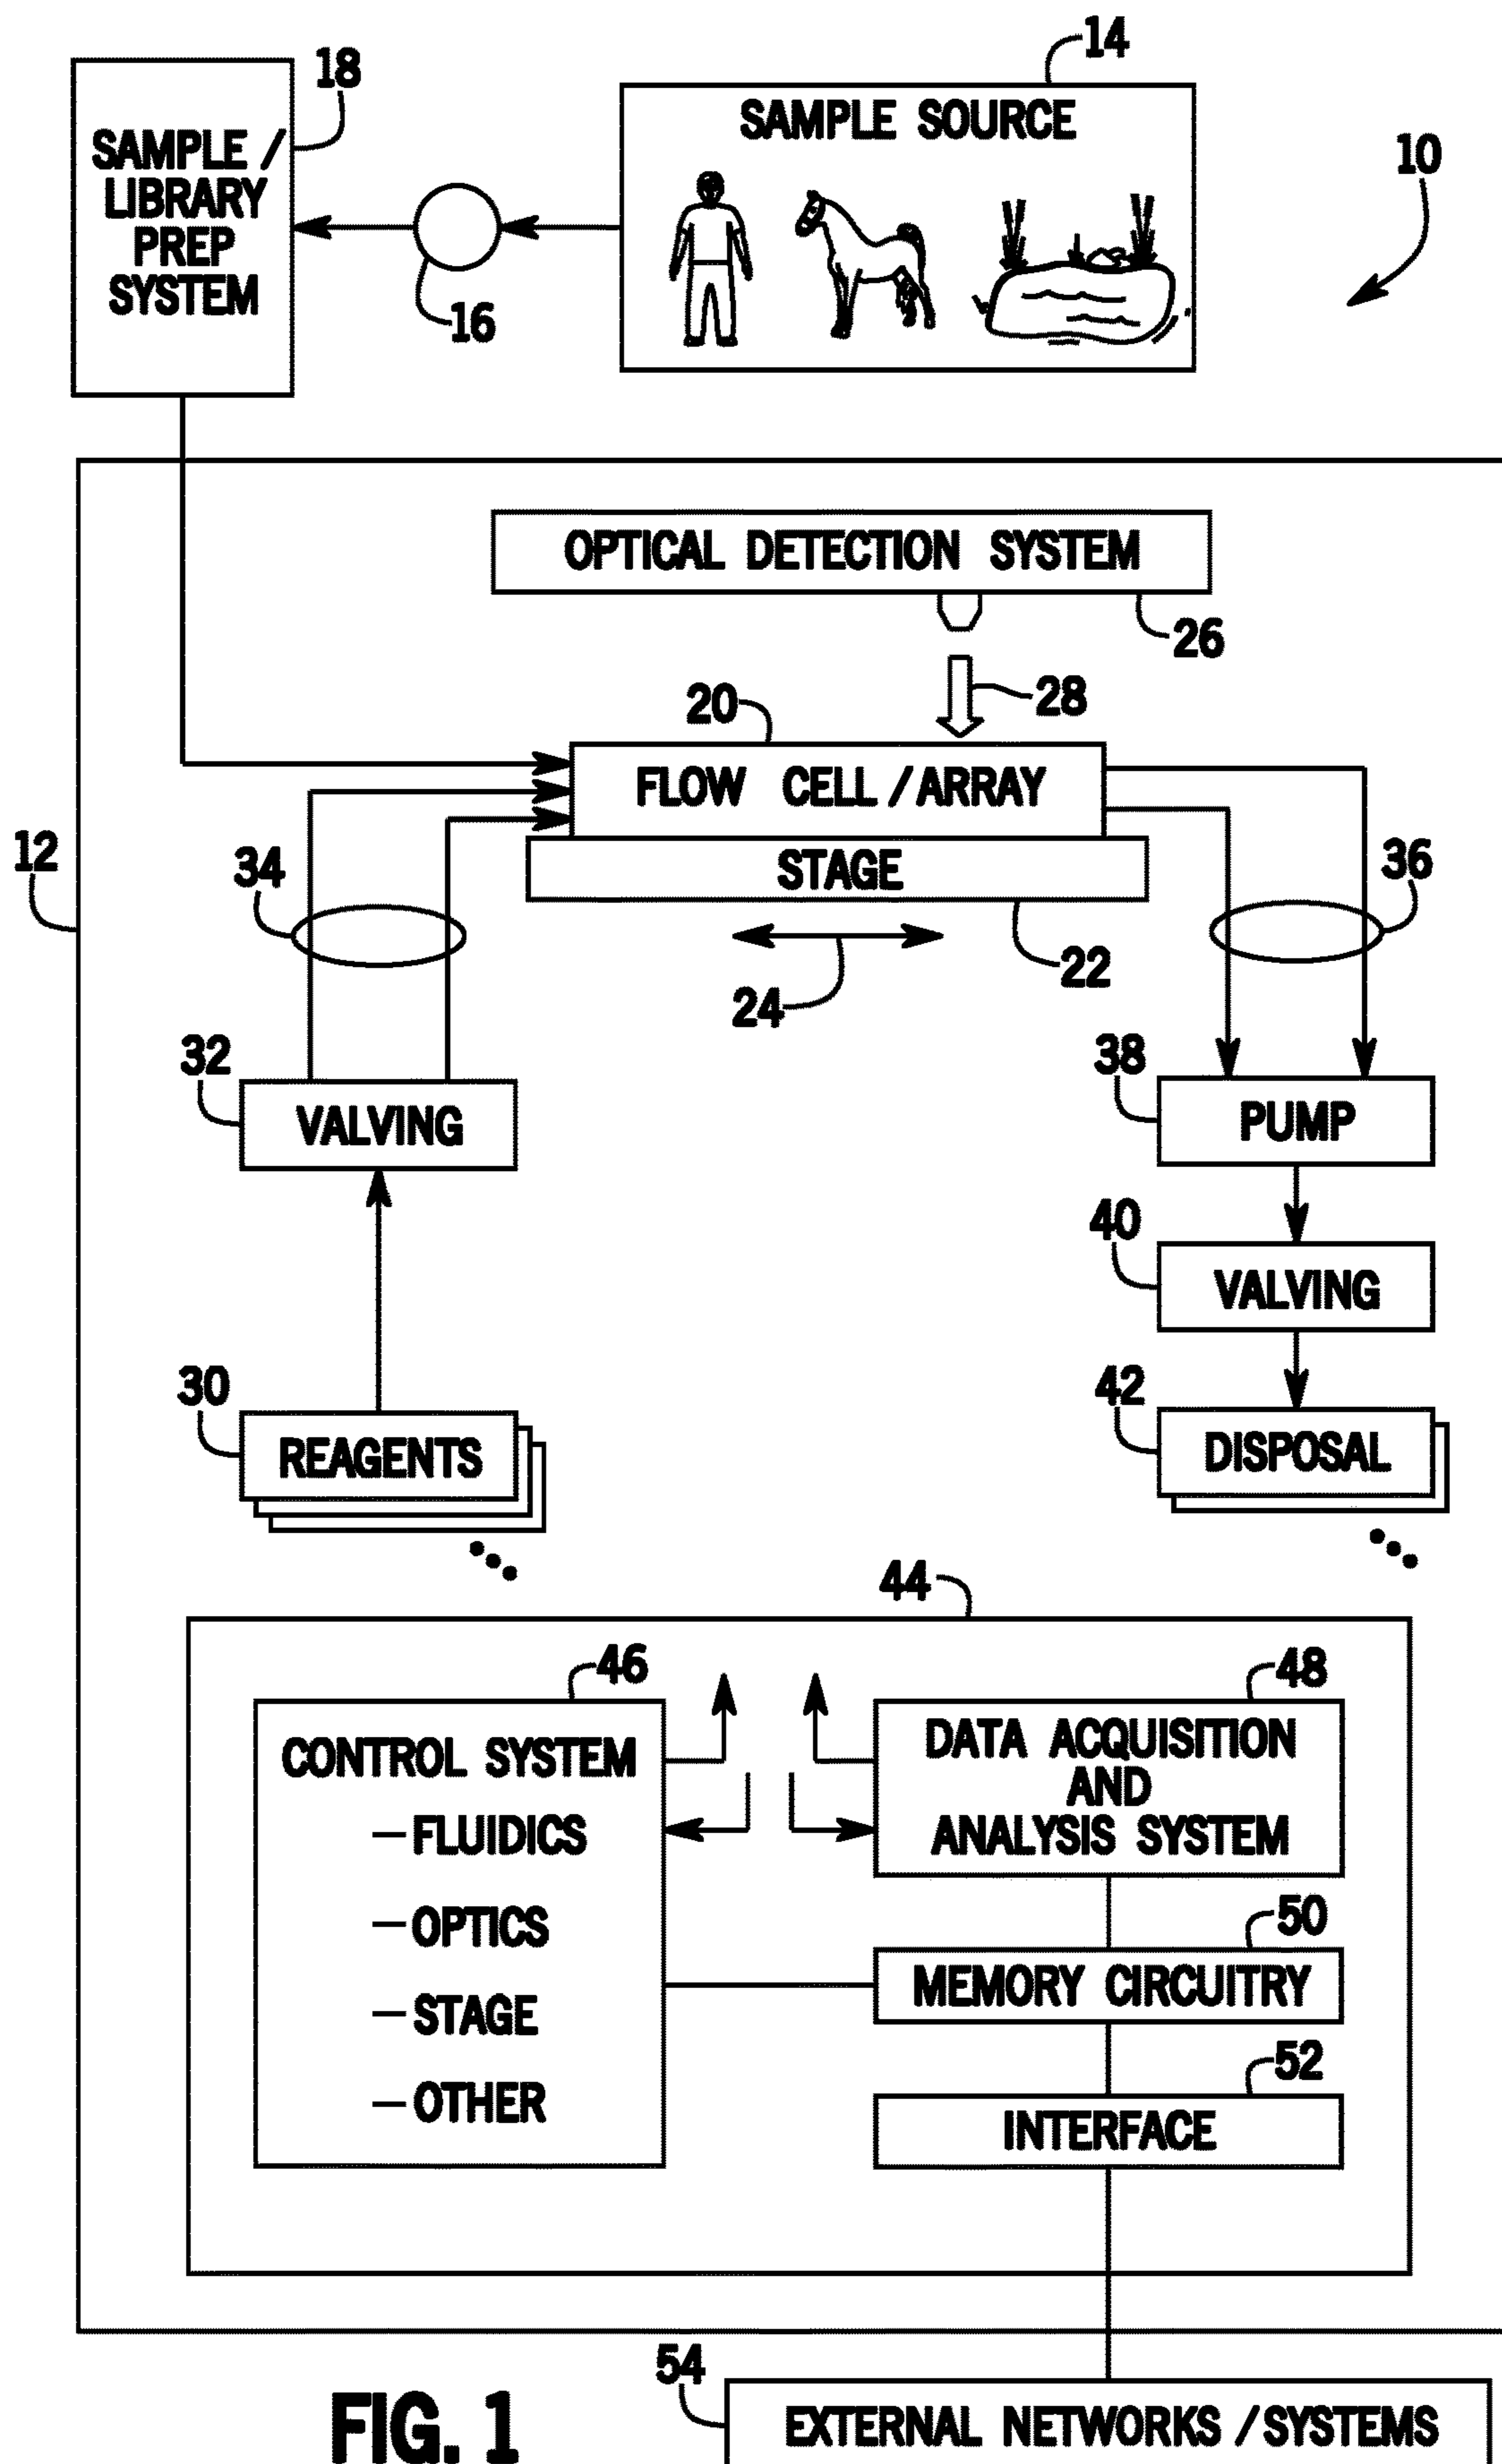 18
14
SAMPLE /
LIBRARY
PREP
SYSTEM
SAMPLE SOURCE
10
16
OPTICAL DETECTION SYSTEM
26
28
20
FLOW CELL / ARRAY
12
34
STAGE
36
22
24
32
38
VALVING
PUMP
40
VALVING
30
42
REAGENTS
DISPOSAL
44
46
48
CONTROL SYSTEM
– FLUIDICS
– OPTICS
– STAGE
– OTHER
DATA ACQUISITION
AND
ANALYSIS SYSTEM
50
MEMORY CIRCUITRY
52
INTERFACE
54
FIG. 1
EXTERNAL NETWORKS / SYSTEMS